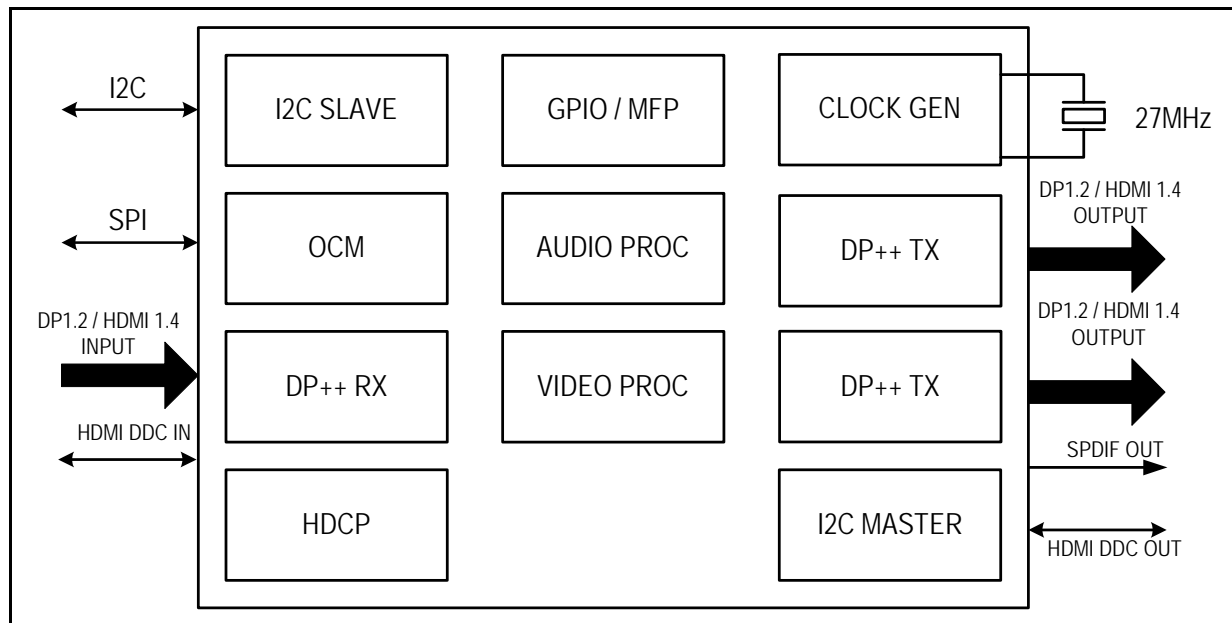 I2C
I2C SLAVE
GPIO / MFP
CLOCK GEN
27MHz
SPI
OCM
AUDIO PROC
DP++ TX
DP1.2 / HDMI 1.4
OUTPUT
DP1.2 / HDMI 1.4
INPUT
DP++ RX
VIDEO PROC
DP++ TX
DP1.2 / HDMI 1.4
OUTPUT
HDMI DDC IN
SPDIF OUT
HDCP
I2C MASTER
HDMI DDC OUT